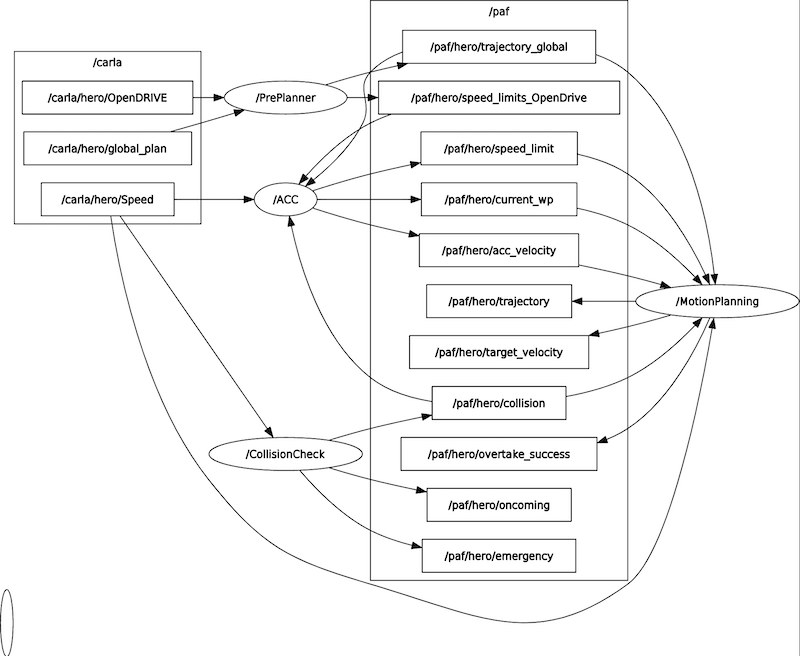 /paf
/carla
/paf/hero/trajectory_global
/carla/hero/OpenDRIVE
/PrePlanner
/paf/hero/speed_limits_OpenDrive
/carla/hero/global_plan
/paf/hero/speed_limit
/carla/hero/Speed
/ACC
/paf/hero/current_wp
/paf/hero/acc_velocity
/paf/hero/trajectory
/MotionPlanning
/paf/hero/target_velocity
/paf/hero/collision
/CollisionCheck
/paf/hero/overtake_success
/paf/hero/oncoming
/paf/hero/emergency